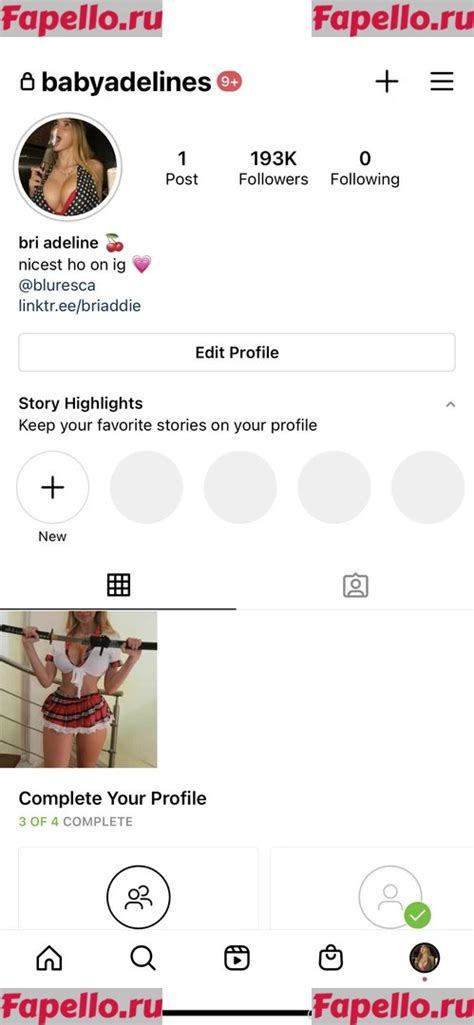 Fapello.ru Fapello.ru
babyadelines 9+
1 193K 0
Post Followers Following
bri adeline 🍒
nicest ho on ig 💗
@bluresca
linktr.ee/briaddie
Edit Profile
Story Highlights
Keep your favorite stories on your profile
New
Complete Your Profile
3 OF 4 COMPLETE
Fapello.ru Fapello.ru